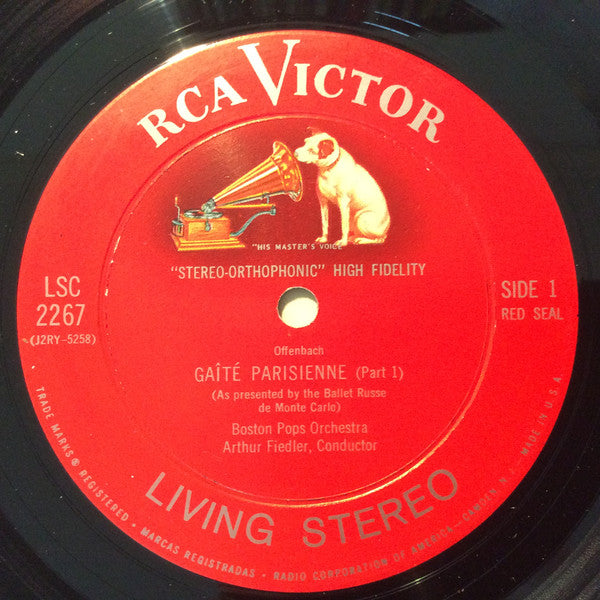 RCA VICTOR
"HIS MASTER'S VOICE"
"STEREO-ORTHOPHONIC" HIGH FIDELITY
LSC
2267
(J2RY-5258)
SIDE 1
RED SEAL
Offenbach
GAÎTÉ PARISIENNE (Part 1)
(As presented by the Ballet Russe
de Monte Carlo)
Boston Pops Orchestra
Arthur Fiedler, Conductor
LIVING STEREO
TRADE MARKS ® REGISTERED • MARCAS REGISTRADAS • RADIO CORPORATION OF AMERICA — CAMDEN, N. J. — MADE IN U.S.A.